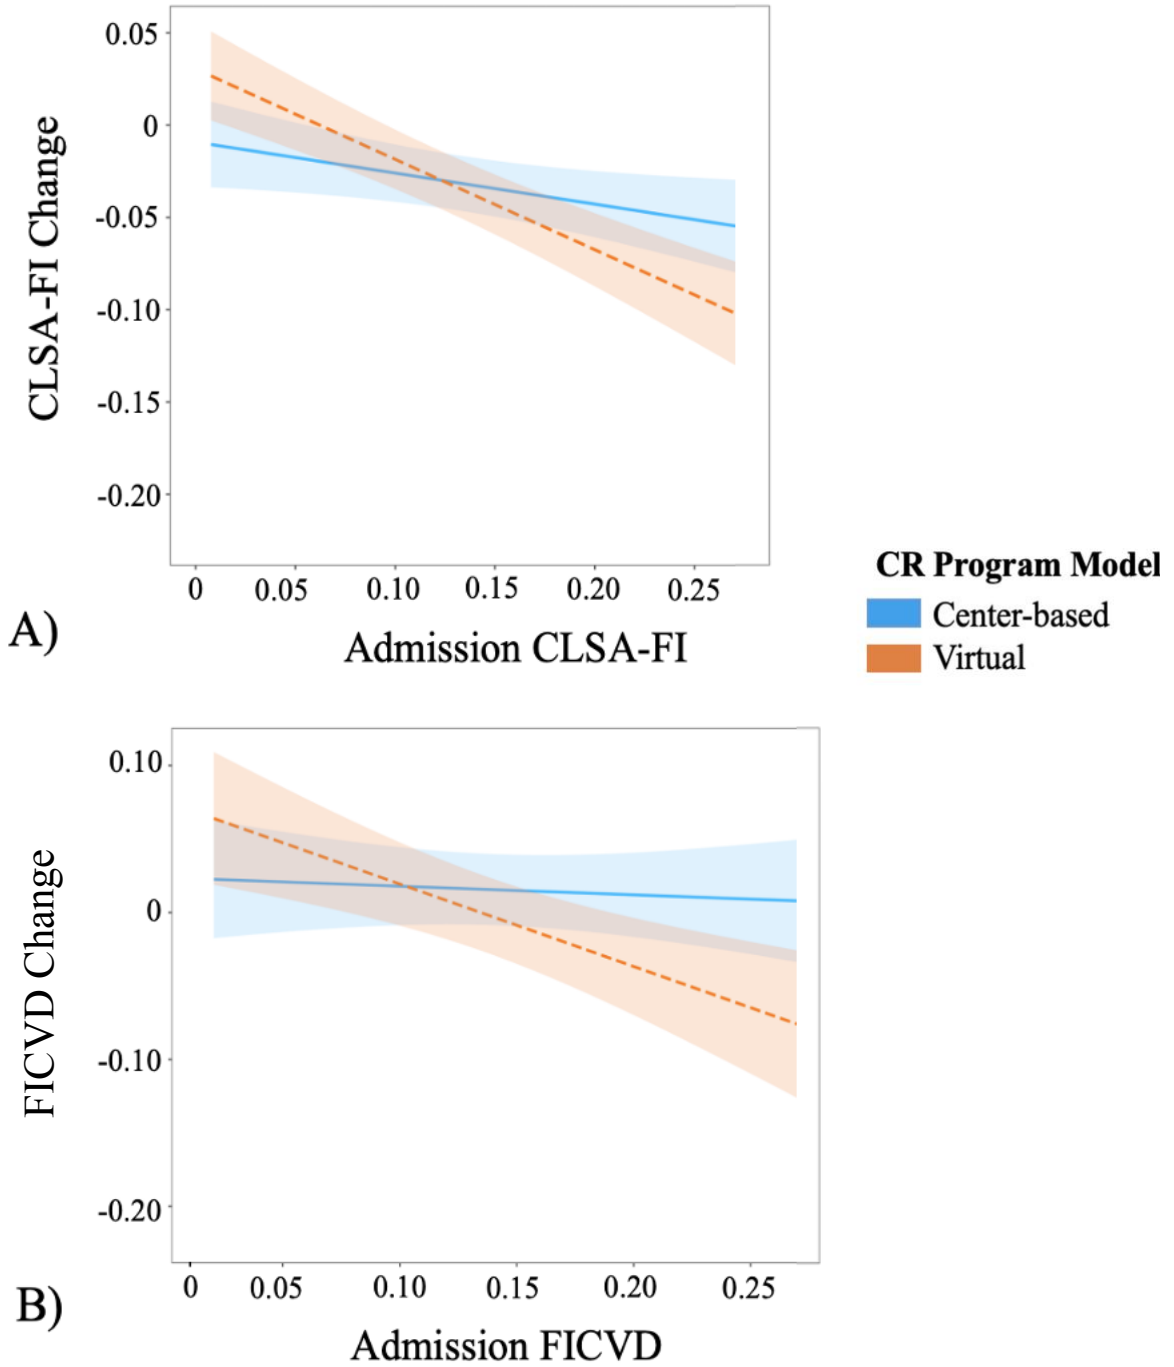 0.05
0
-0.05
-0.10
-0.15
-0.20
CLSA-FI Change
0 0.05 0.10 0.15 0.20 0.25
A)
Admission CLSA-FI
CR Program Model
Center-based
Virtual
0.10
0
-0.10
-0.20
FICVD Change
0 0.05 0.10 0.15 0.20 0.25
B)
Admission FICVD